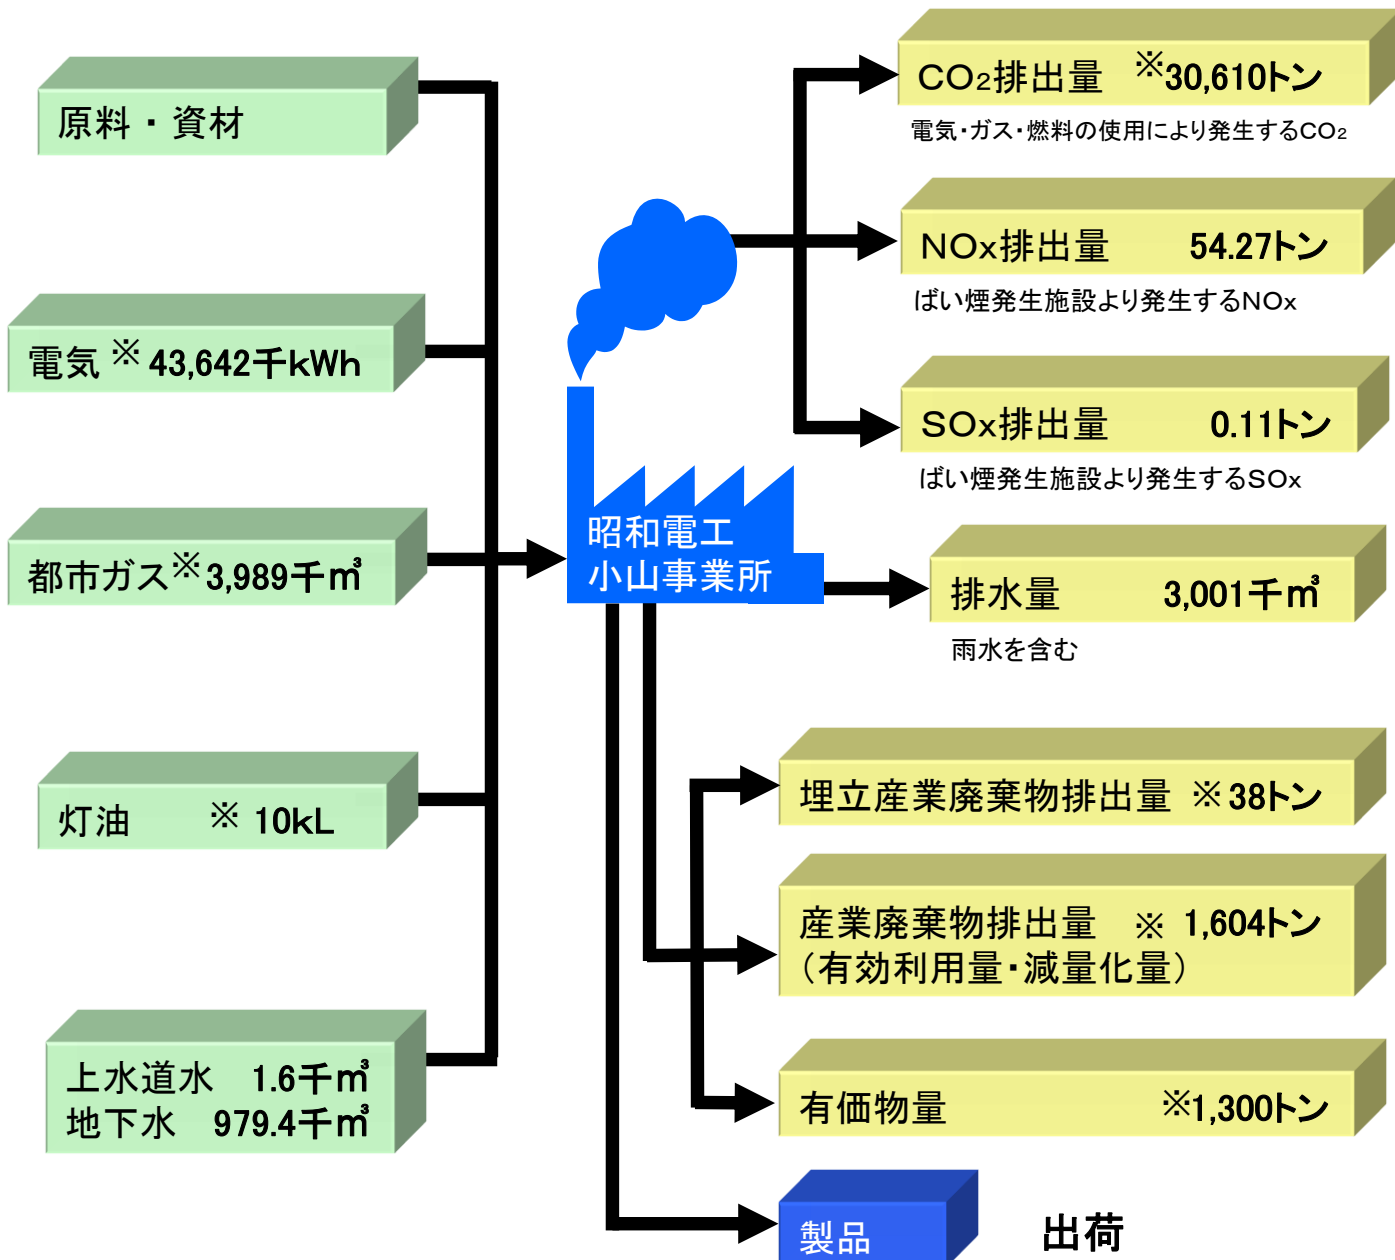 原料・資材
電気 ※ 43,642千kWh
都市ガス※ 3,989千㎥
灯油 ※ 10kL
上水道水 1.6千㎥
地下水 979.4千㎥
昭和電工
小山事業所
CO₂排出量 ※30,610トン
電気・ガス・燃料の使用により発生するCO₂
NOx排出量 54.27トン
ばい煙発生施設より発生するNOx
SOx排出量 0.11トン
ばい煙発生施設より発生するSOx
排水量 3,001千㎥
雨水を含む
埋立産業廃棄物排出量 ※38トン
産業廃棄物排出量 ※ 1,604トン
（有効利用量・減量化量）
有価物量 ※1,300トン
製品
出荷